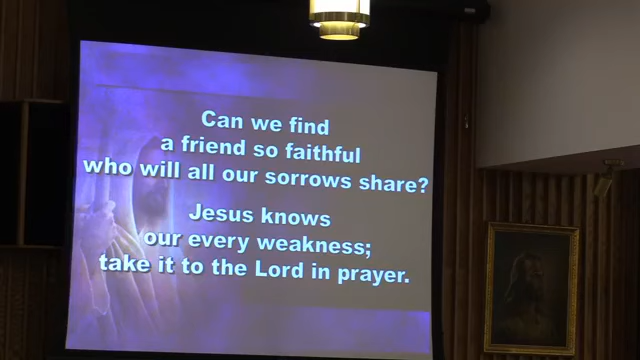 Can we find
a friend so faithful
who will all our sorrows share?
Jesus knows
our every weakness;
take it to the Lord in prayer.